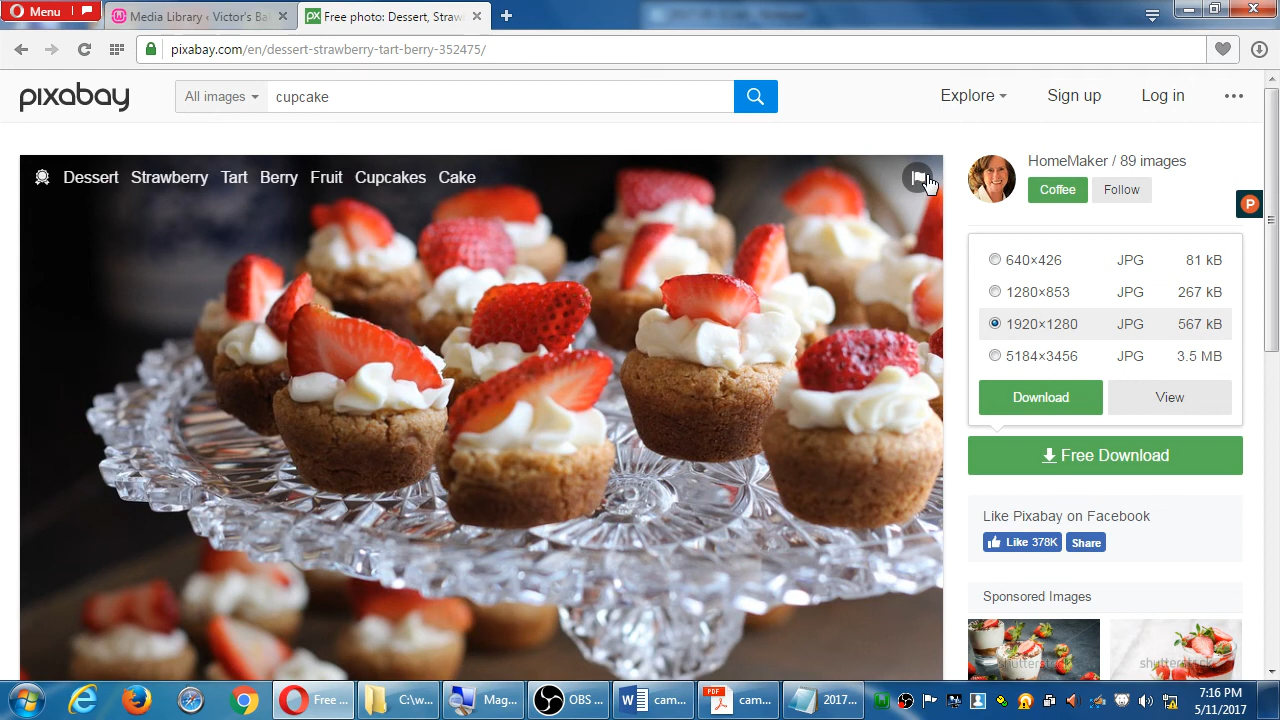 Menu
Media Library ‹ Victor's Bal
Free photo: Dessert, Straw
pixabay.com/en/dessert-strawberry-tart-berry-352475/
pixabay
All images
cupcake
Explore
Sign up
Log in
Dessert Strawberry Tart Berry Fruit Cupcakes Cake
HomeMaker / 89 images
Coffee
Follow
P
640×426 JPG 81 kB
1280×853 JPG 267 kB
1920×1280 JPG 567 kB
5184×3456 JPG 3.5 MB
Download
View
Free Download
Like Pixabay on Facebook
Like 378K
Share
Sponsored Images
shutterstock
shutterstock
Free ...
C:\w...
Mag...
OBS ...
cam...
cam...
2017...
7:16 PM
5/11/2017